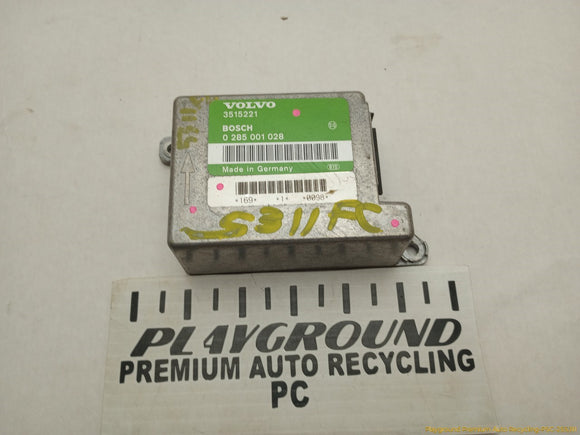 VOLVO
3515221
BOSCH
0 285 001 028
Made in Germany
*169* *1* *0098*
S311FC
PLAYGROUND
PREMIUM AUTO RECYCLING
PC